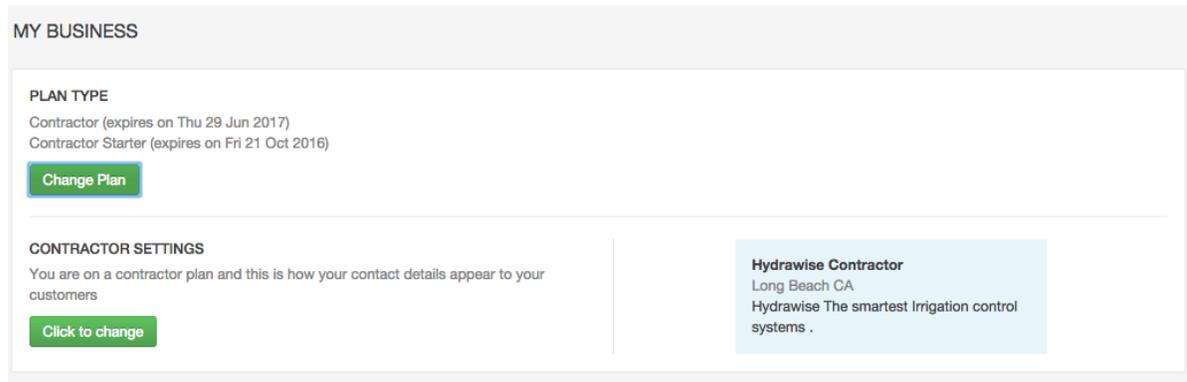 MY BUSINESS
PLAN TYPE
Contractor (expires on Thu 29 Jun 2017)
Contractor Starter (expires on Fri 21 Oct 2016)
Change Plan
CONTRACTOR SETTINGS
You are on a contractor plan and this is how your contact details appear to your
customers
Click to change
Hydrawise Contractor
Long Beach CA
Hydrawise The smartest Irrigation control
systems .